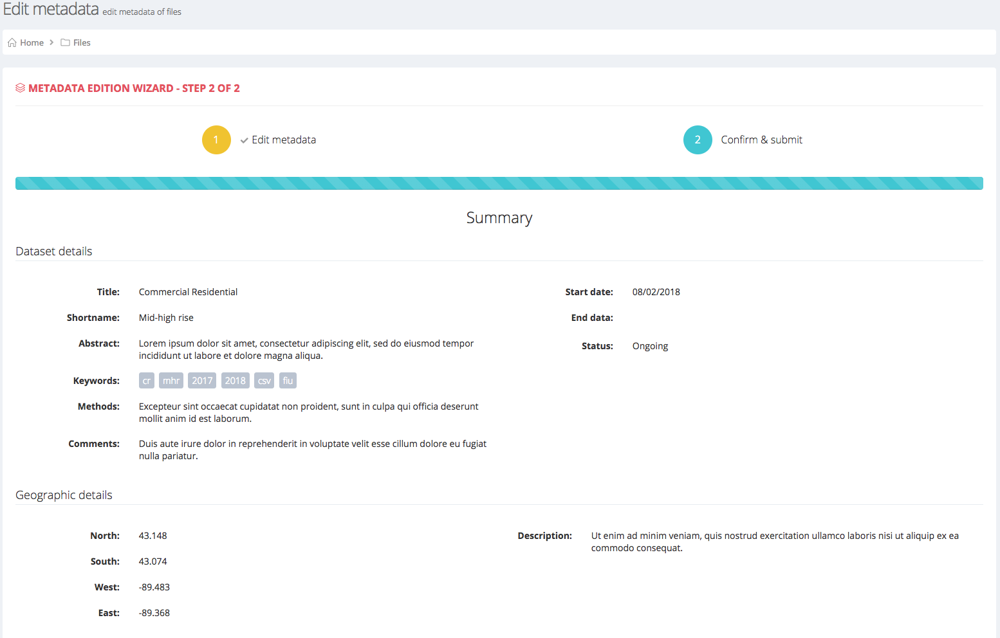 Edit metadata edit metadata of files
Home > Files
METADATA EDITION WIZARD - STEP 2 OF 2
1 Edit metadata
2 Confirm & submit
Summary
Dataset details
Title: Commercial Residential
Shortname: Mid-high rise
Abstract: Lorem ipsum dolor sit amet, consectetur adipiscing elit, sed do eiusmod tempor
incididunt ut labore et dolore magna aliqua.
Keywords: cr mhr 2017 2018 csv fiu
Methods: Excepteur sint occaecat cupidatat non proident, sunt in culpa qui officia deserunt
mollit anim id est laborum.
Comments: Duis aute irure dolor in reprehenderit in voluptate velit esse cillum dolore eu fugiat
nulla pariatur.
Start date: 08/02/2018
End data:
Status: Ongoing
Geographic details
North: 43.148
South: 43.074
West: -89.483
East: -89.368
Description: Ut enim ad minim veniam, quis nostrud exercitation ullamco laboris nisi ut aliquip ex ea
commodo consequat.